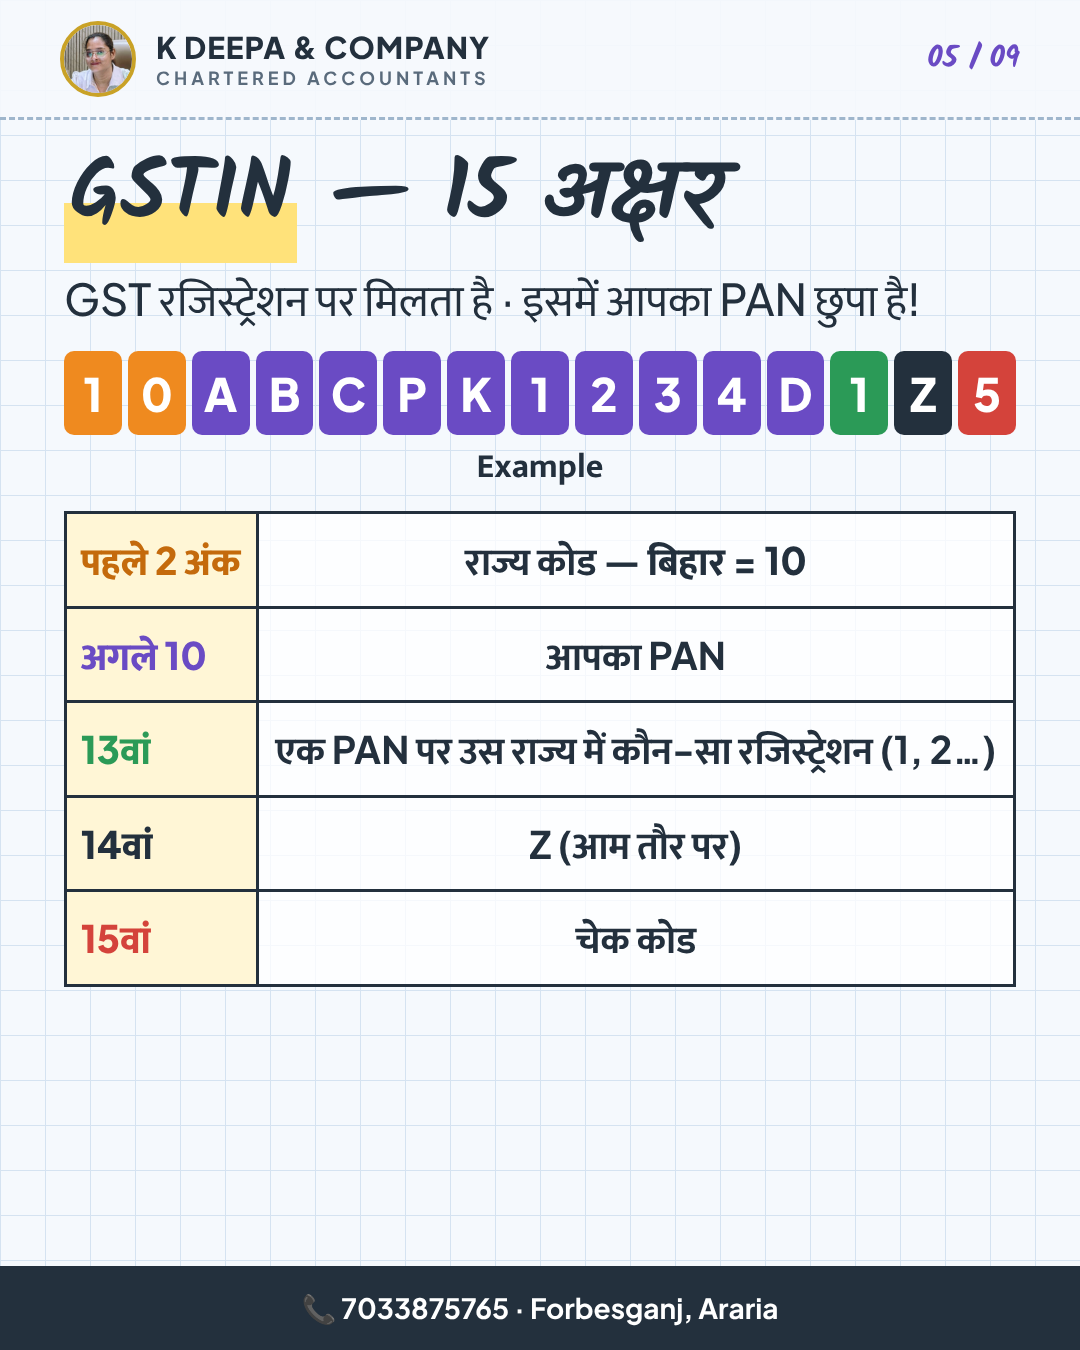 K DEEPA & COMPANY
CHARTERED ACCOUNTANTS
05 / 09
GSTIN — 15 अक्षर
GST रजिस्ट्रेशन पर मिलता है · इसमें आपका PAN छुपा है!
1 0 A B C P K 1 2 3 4 D 1 Z 5
Example
पहले 2 अंक राज्य कोड — बिहार = 10
अगले 10 आपका PAN
13वां एक PAN पर उस राज्य में कौन-सा रजिस्ट्रेशन (1, 2…)
14वां Z (आम तौर पर)
15वां चेक कोड
📞 7033875765 · Forbesganj, Araria